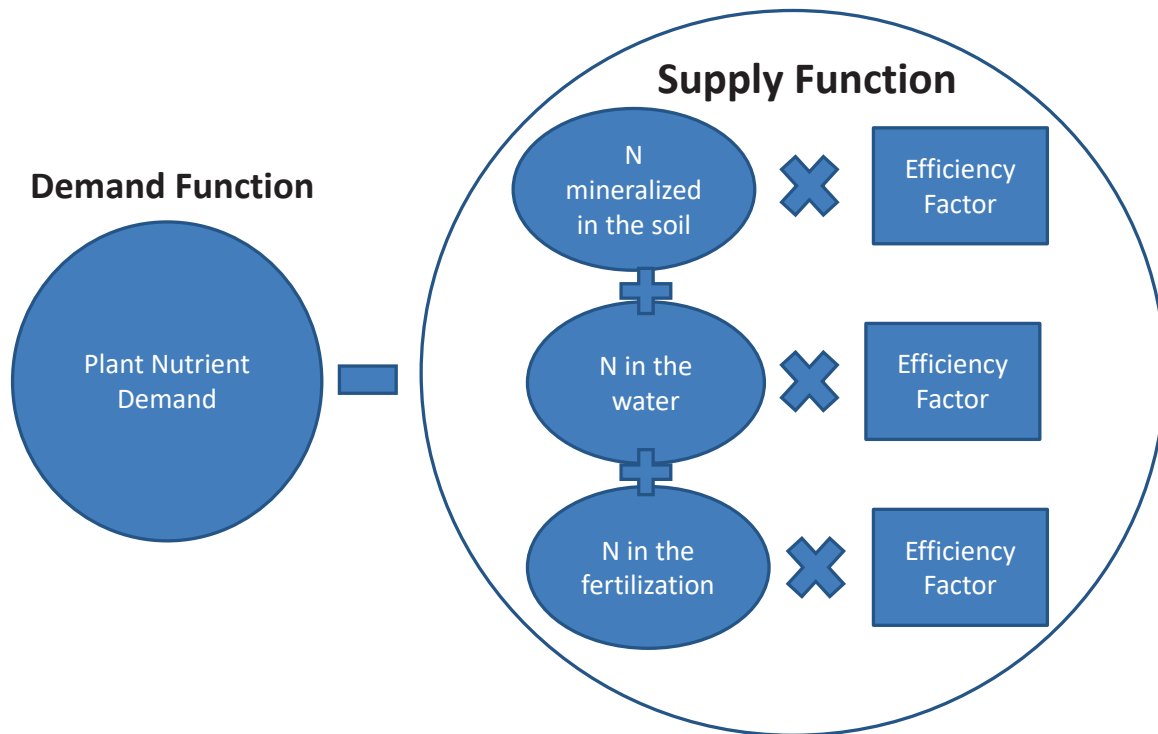 Supply Function
Demand Function
Plant Nutrient
Demand
N
mineralized
in the soil
Efficiency
Factor
N in the
water
Efficiency
Factor
N in the
fertilization
Efficiency
Factor